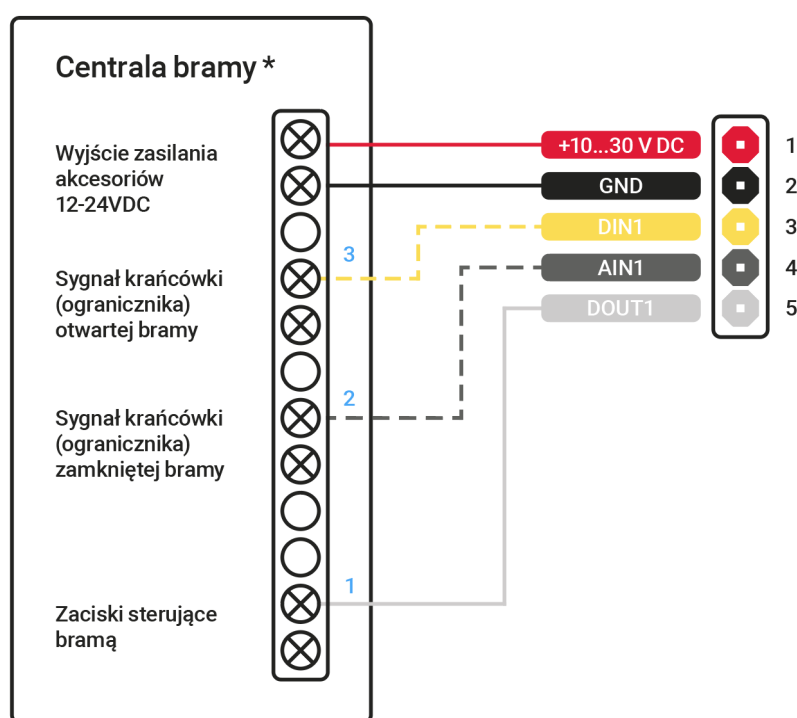 Centrala bramy *
Wyjście zasilania
akcesoriów
12-24VDC
Sygnał krańcówki
(ogranicznika)
otwartej bramy
Sygnał krańcówki
(ogranicznika)
zamkniętej bramy
Zaciski sterujące
bramą
3
2
1
+10...30 V DC
1
GND
2
DIN1
3
AIN1
4
DOUT1
5